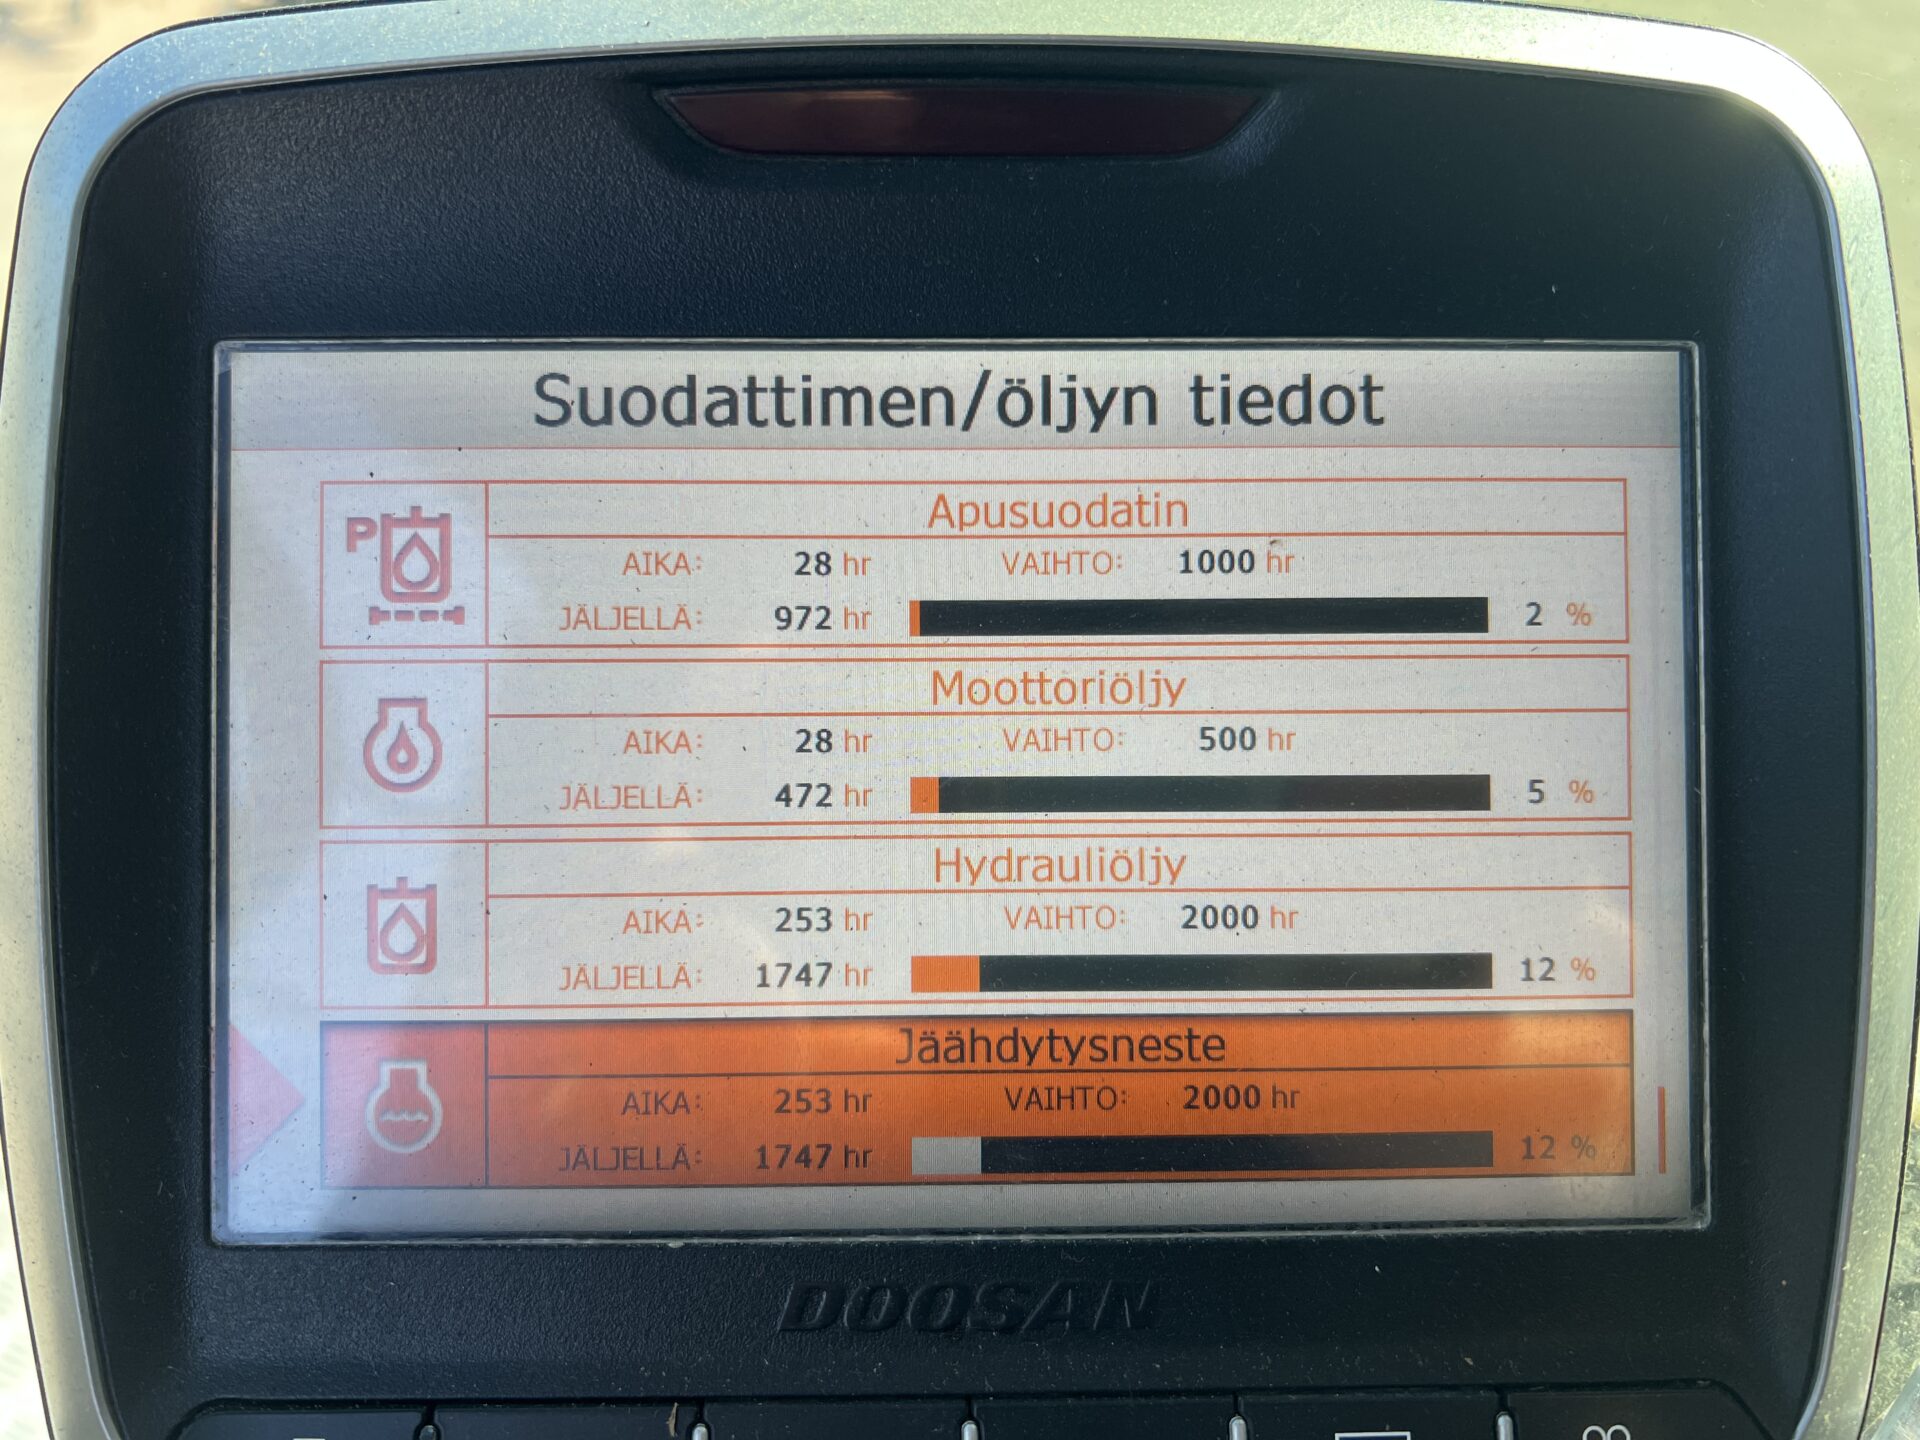 Suodattimen/öljyn tiedot
P
Apusuodatin
AIKA: 28 hr VAIHTO: 1000 hr
JÄLJELLÄ: 972 hr 2 %
Moottoriöljy
AIKA: 28 hr VAIHTO: 500 hr
JÄLJELLÄ: 472 hr 5 %
Hydrauliöljy
AIKA: 253 hr VAIHTO: 2000 hr
JÄLJELLÄ: 1747 hr 12 %
Jäähdytysneste
AIKA: 253 hr VAIHTO: 2000 hr
JÄLJELLÄ: 1747 hr 12 %
DOOSAN